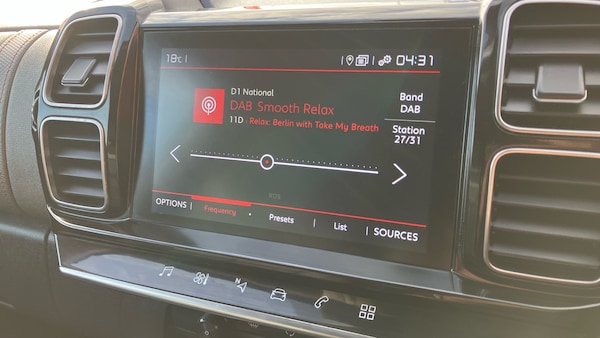 18°C
04:31
D1 National
DAB Smooth Relax
11D : Relax: Berlin with Take My Breath
Band
DAB
Station
27/31
OPTIONS
Frequency
Presets
List
SOURCES
N